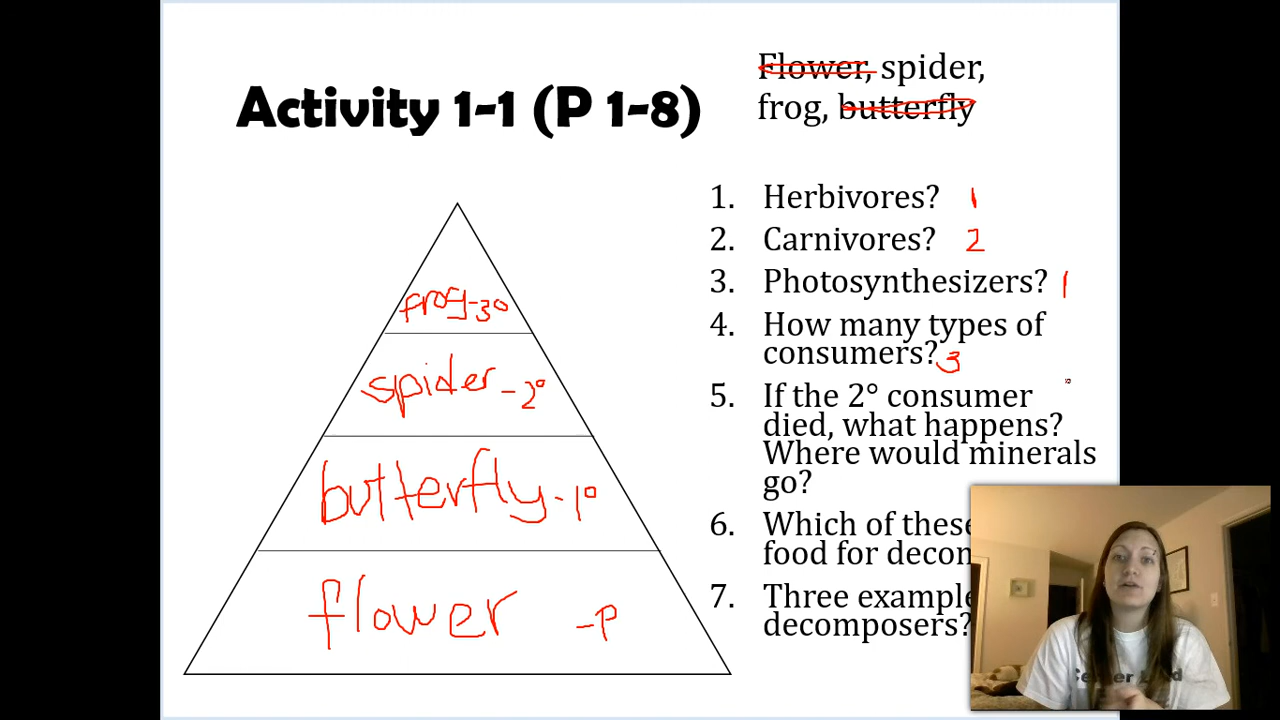 Activity 1-1 (P 1-8)
Flower, spider,
frog, butterfly
1. Herbivores? 1
2. Carnivores? 2
3. Photosynthesizers? 1
4. How many types of
consumers? 3
5. If the 2° consumer
died, what happens?
Where would minerals
go?
6. Which of these
food for decom
7. Three example
decomposers?
frog-3°
spider-2°
butterfly-1°
flower -P